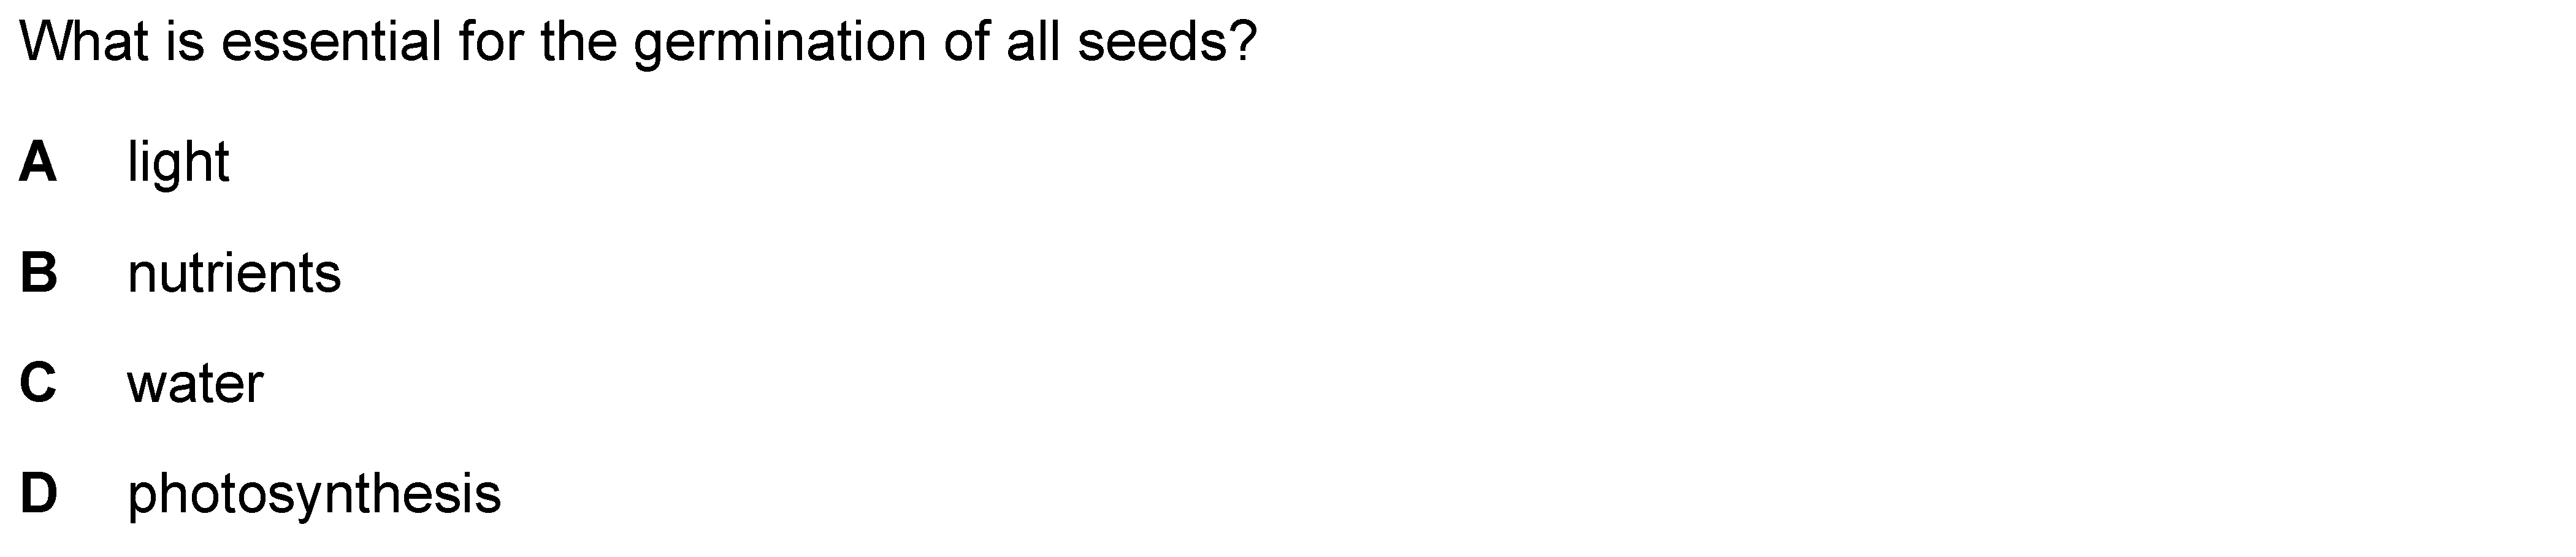 What is essential for the germination of all seeds?
A light
B nutrients
C water
D photosynthesis